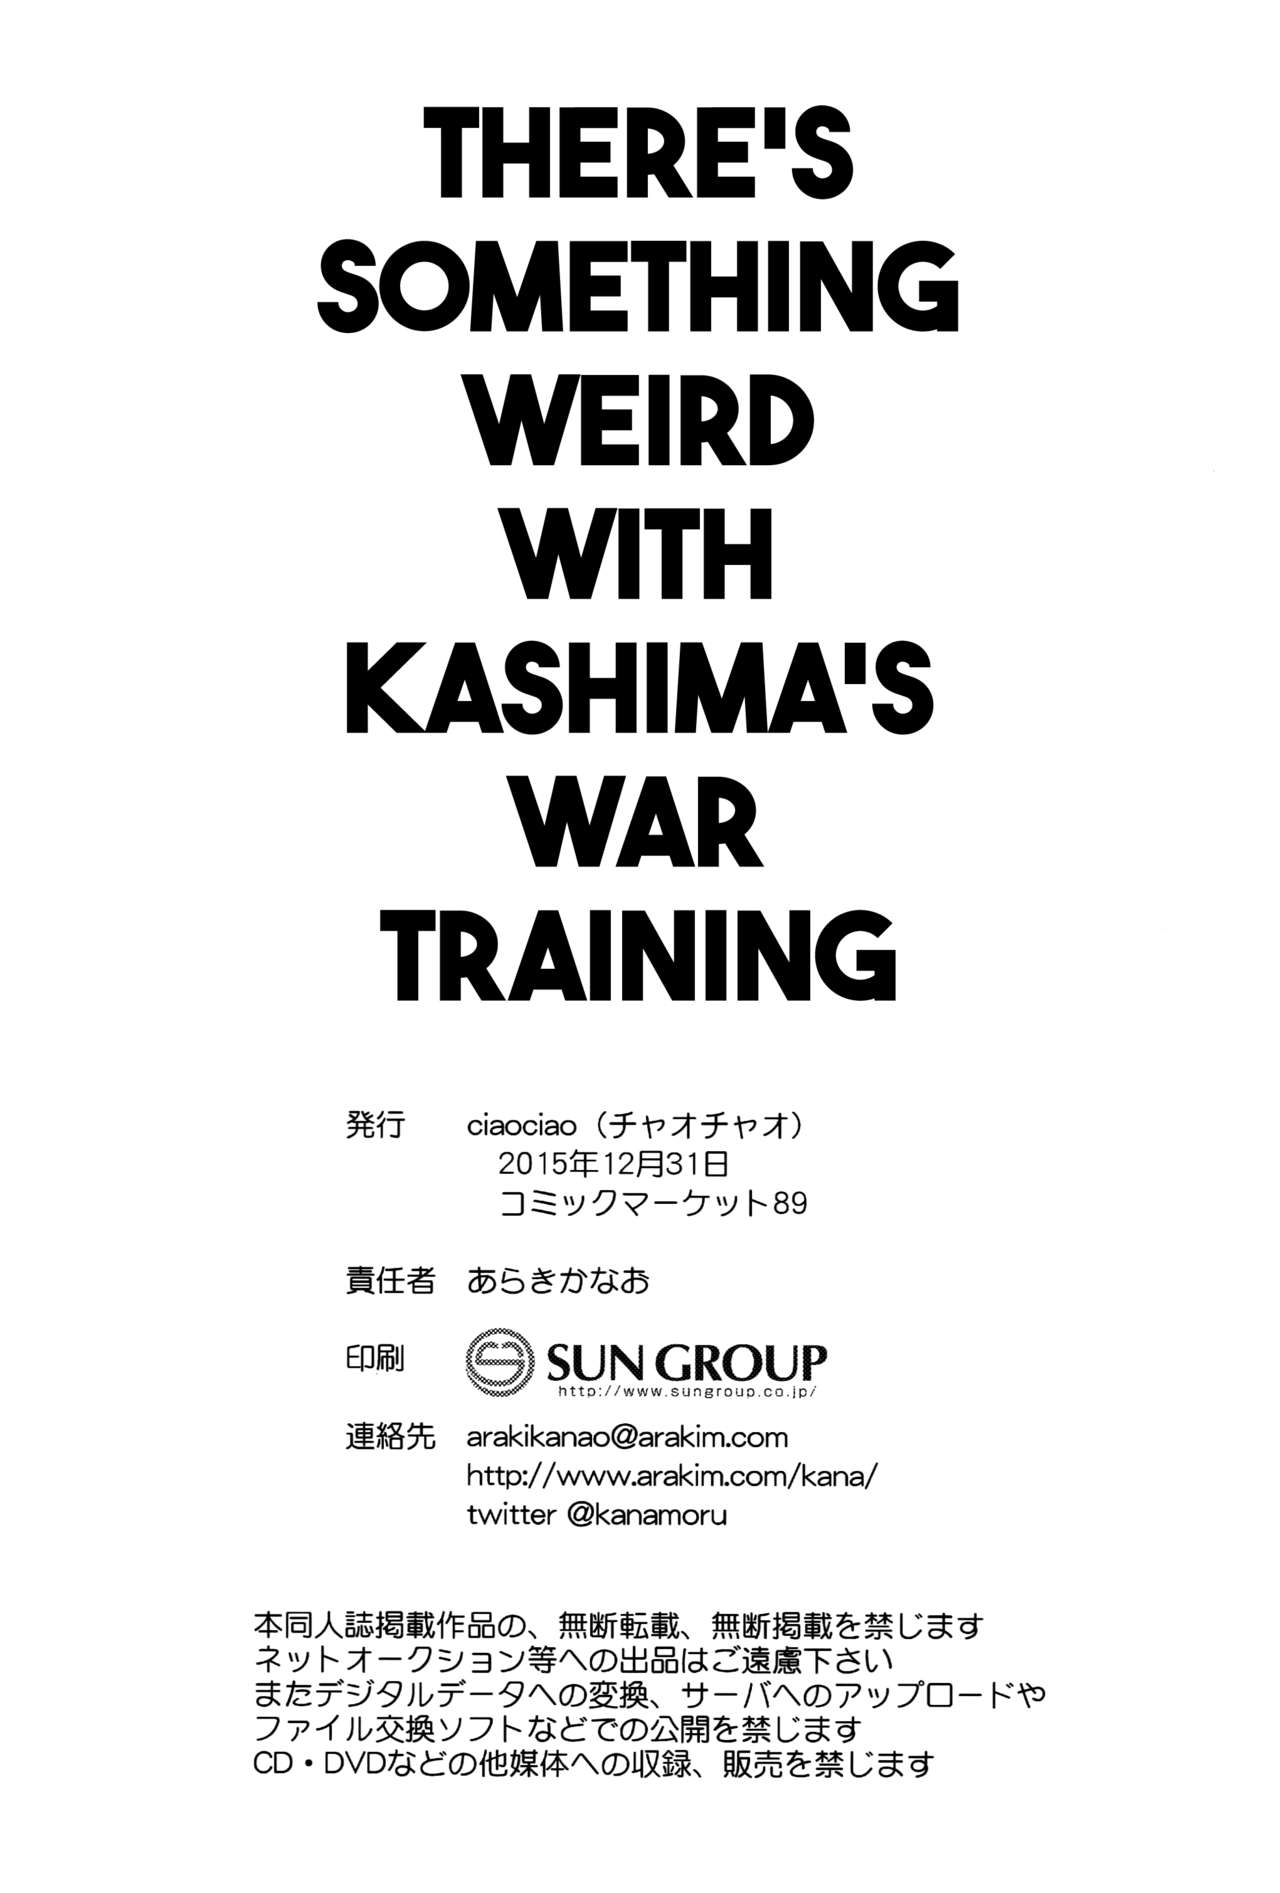 THERE'S
SOMETHING
WEIRD
WITH
KASHIMA'S
WAR
TRAINING
発行 ciaociao（チャオチャオ）
2015年12月31日
コミックマーケット89
責任者 あらきかなお
印刷 SUN GROUP
http://www.sungroup.co.jp/
連絡先 arakikanao@arakim.com
http://www.arakim.com/kana/
twitter @kanamoru
本同人誌掲載作品の、無断転載、無断掲載を禁じます
ネットオークション等への出品はご遠慮下さい
またデジタルデータへの変換、サーバへのアップロードや
ファイル交換ソフトなどでの公開を禁じます
CD・DVDなどの他媒体への収録、販売を禁じます